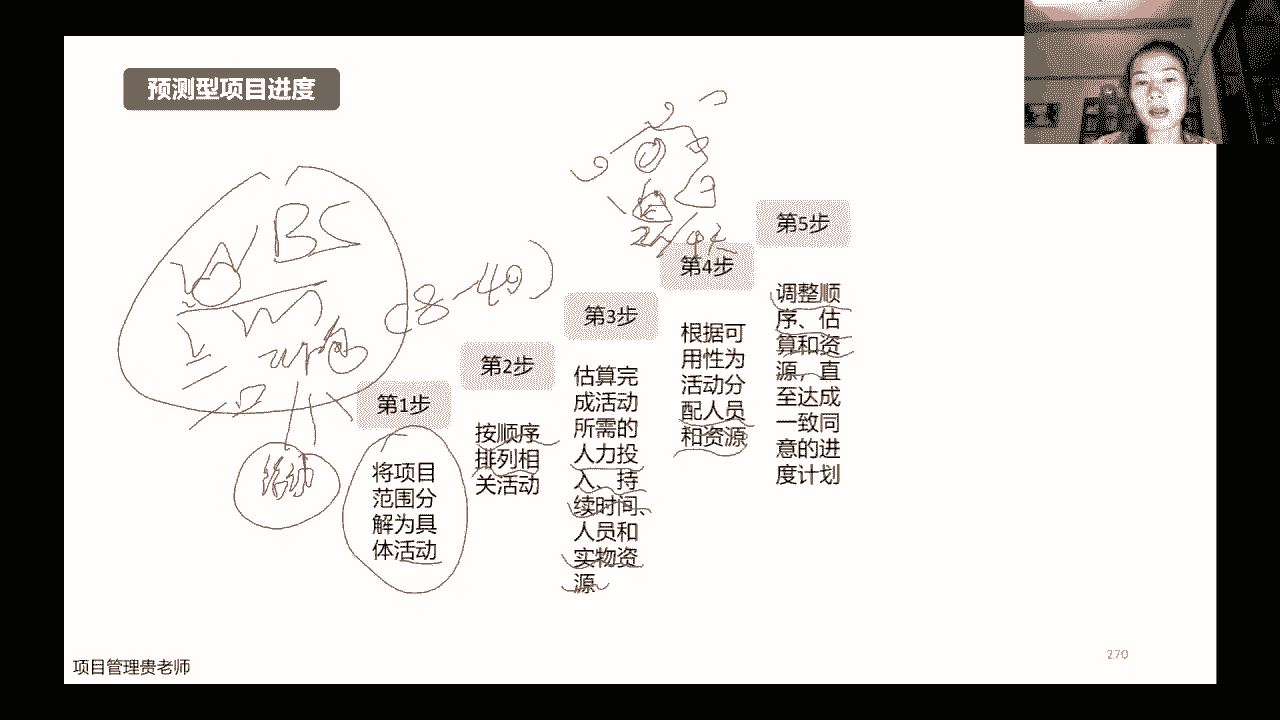 预测型项目进度
WBS
(8-40)
活动
第1步
将项目
范围分
解为具
体活动
第2步
按顺序
排列相
关活动
第3步
估算完
成活动
所需的
人力投
入、持
续时间、
人员和
实物资
源
第4步
根据可
用性为
活动分
配人员
和资源
第5步
调整顺
序、估
算和资
源，直
至达成
一致同
意的进
度计划
项目管理贵老师
270